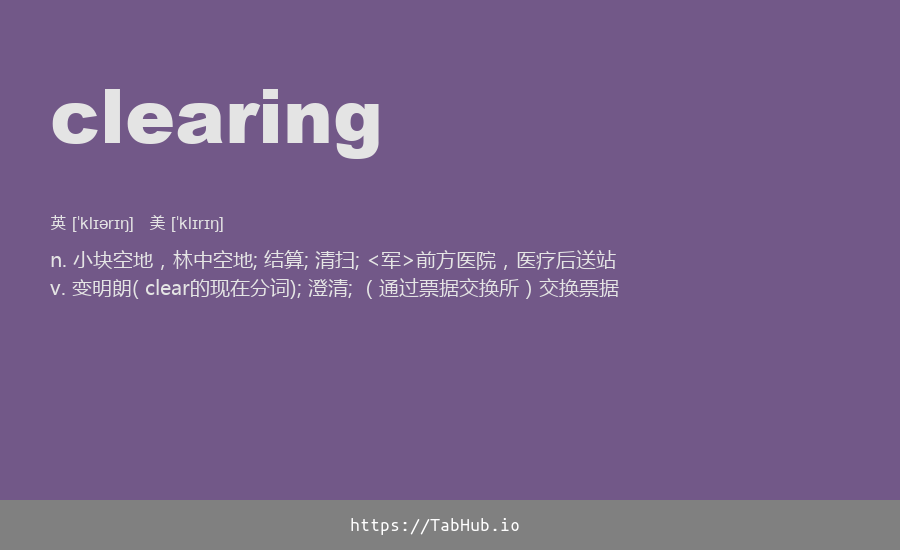 clearing
英 [ˈklɪərɪŋ] 美 [ˈklɪrɪŋ]
n. 小块空地，林中空地; 结算; 清扫; <军>前方医院，医疗后送站
v. 变明朗( clear的现在分词); 澄清; （通过票据交换所）交换票据
https://TabHub.io